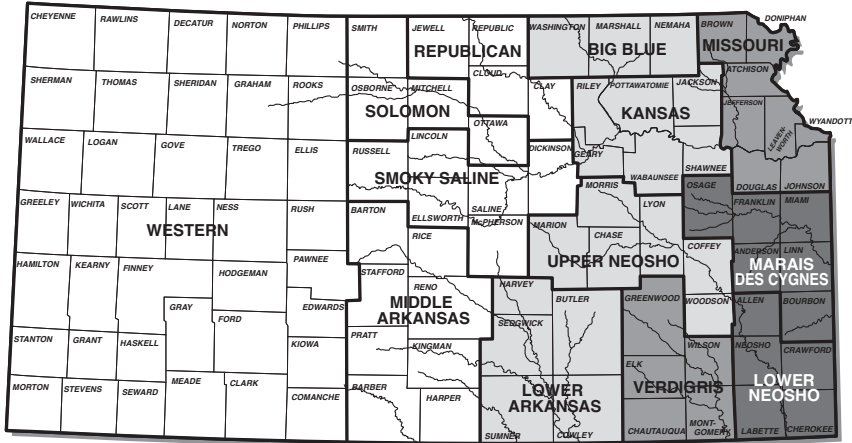 CHEYENNE RAWLINS DECATUR NORTON PHILLIPS SMITH JEWELL REPUBLIC WASHINGTON MARSHALL NEMAHA BROWN DONIPHAN
REPUBLICAN BIG BLUE MISSOURI
CLOUD ATCHISON
SHERMAN THOMAS SHERIDAN GRAHAM ROOKS OSBORNE MITCHELL CLAY RILEY POTTAWATOMIE JACKSON
JEFFERSON
SOLOMON KANSAS
OTTAWA WYANDOTT
LEAVEN-
WORTH
WALLACE LOGAN GOVE TREGO ELLIS RUSSELL LINCOLN DICKINSON GEARY
SMOKY SALINE
WABAUNSEE SHAWNEE
MORRIS OSAGE DOUGLAS JOHNSON
GREELEY WICHITA SCOTT LANE NESS RUSH BARTON ELLSWORTH SALINE McPHERSON MARION LYON FRANKLIN MIAMI
WESTERN
RICE CHASE
PAWNEE COFFEY ANDERSON LINN
HAMILTON KEARNY FINNEY HODGEMAN STAFFORD
UPPER NEOSHO MARAIS
DES CYGNES
RENO HARVEY BUTLER GREENWOOD WOODSON ALLEN BOURBON
GRAY EDWARDS
MIDDLE
ARKANSAS
FORD SEDGWICK
STANTON GRANT HASKELL KIOWA PRATT KINGMAN WILSON NEOSHO CRAWFORD
ELK
MORTON STEVENS SEWARD MEADE CLARK COMANCHE BARBER HARPER
LOWER
ARKANSAS
VERDIGRIS
LOWER
NEOSHO
SUMNER COWLEY CHAUTAUQUA MONT-
GOMERY LABETTE CHEROKEE